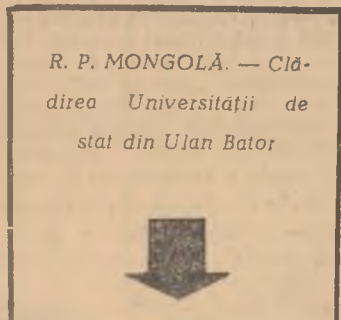 R. P. MONGOLĂ. — Clă-
direa Universității de
stat din Ulan Bator